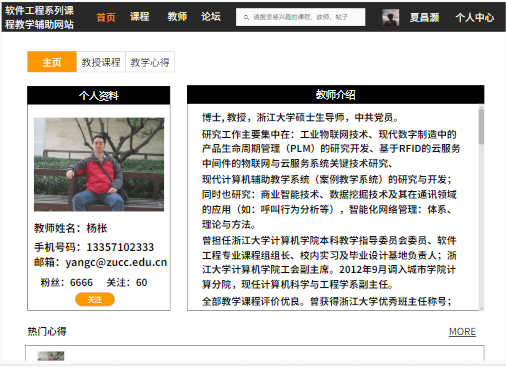 软件工程系列课
程教学辅助网站
首页 课程 教师 论坛
请搜索感兴趣的课程，教师，帖子
夏昌灏 个人中心
主页 教授课程 教学心得
个人资料
教师姓名：杨枨
手机号码：13357102333
邮箱：yangc@zucc.edu.cn
粉丝：6666 关注：60
关注
教师介绍
博士, 教授，浙江大学硕士生导师，中共党员。
研究工作主要集中在：工业物联网技术、现代数字制造中的
产品生命周期管理（PLM）的研究开发、基于RFID的云服务
中间件的物联网与云服务系统关键技术研究、
现代计算机辅助教学系统（案例教学系统）的研究与开发；
同时也研究：商业智能技术、数据挖掘技术及其在通讯领域
的应用（如：呼叫行为分析等），智能化网络管理：体系、
理论与方法。
曾担任浙江大学计算机学院本科教学指导委员会委员、软件
工程专业课程组组长、校内实习及毕业设计基地负责人；浙
江大学计算机学院工会副主席。2012年9月调入城市学院计
算分院，现任计算机科学与工程学系副主任。
全部教学课程评价优良。曾获得浙江大学优秀班主任称号；
热门心得
MORE